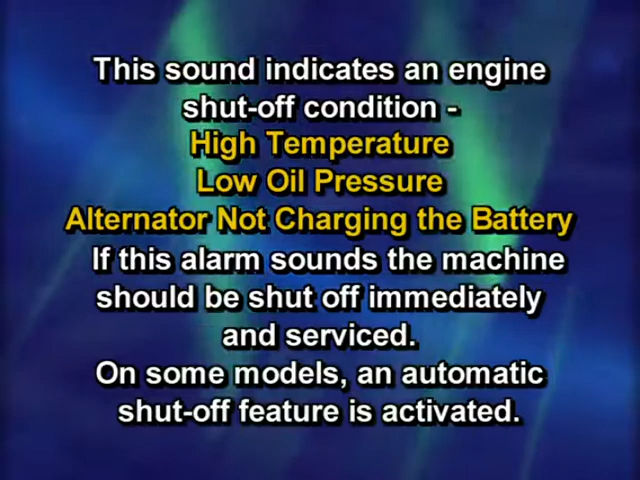 This sound indicates an engine
shut-off condition -
High Temperature
Low Oil Pressure
Alternator Not Charging the Battery
If this alarm sounds the machine
should be shut off immediately
and serviced.
On some models, an automatic
shut-off feature is activated.